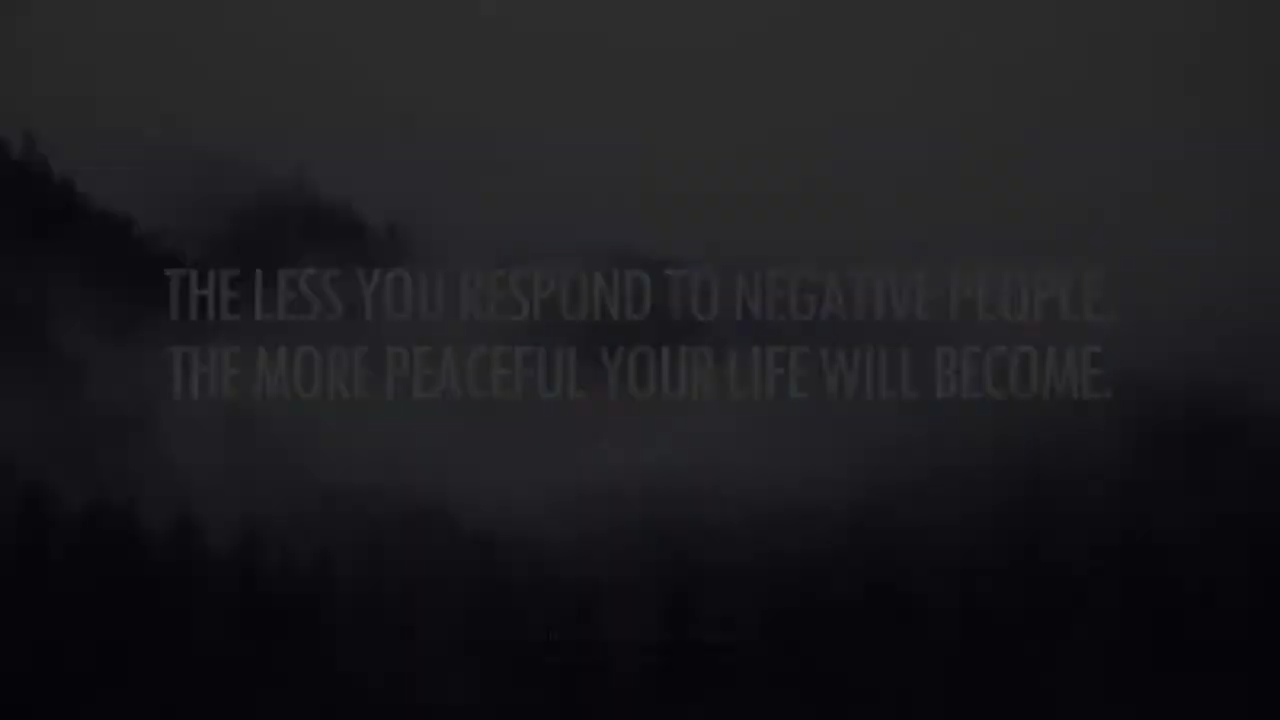 THE LESS YOU RESPOND TO NEGATIVE PEOPLE,
THE MORE PEACEFUL YOUR LIFE WILL BECOME.